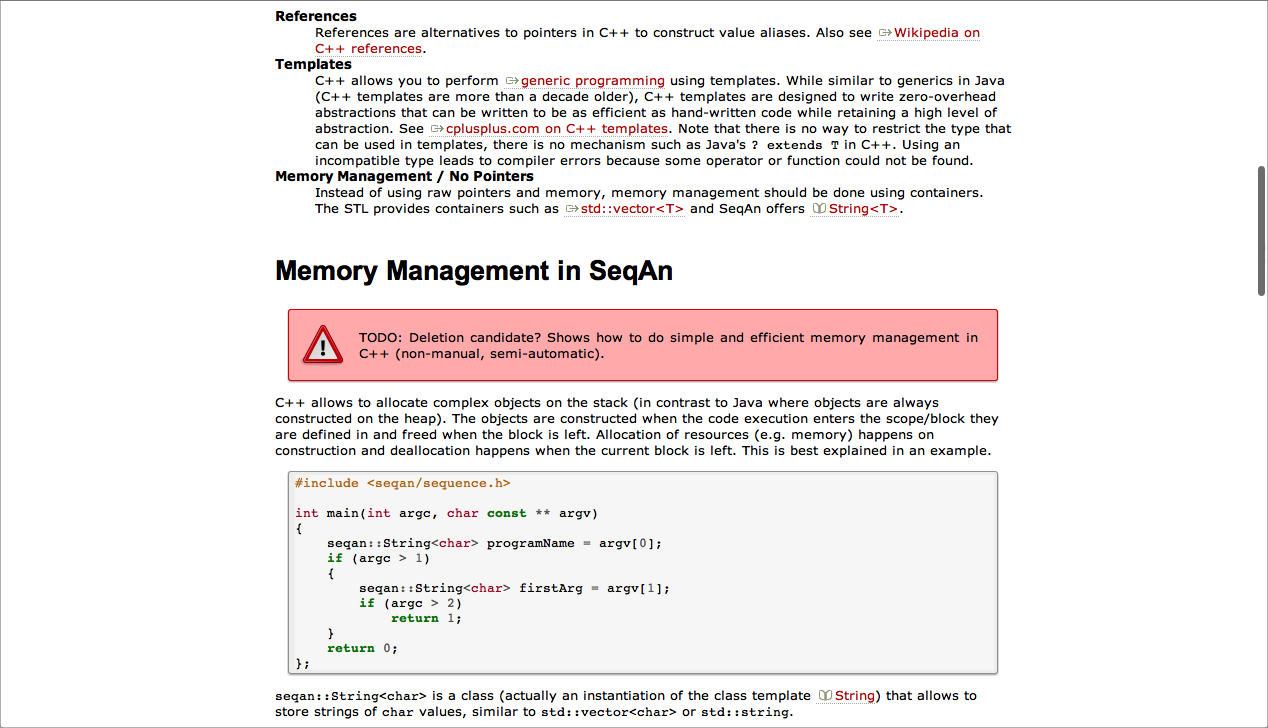 References
References are alternatives to pointers in C++ to construct value aliases. Also see Wikipedia on
C++ references.
Templates
C++ allows you to perform generic programming using templates. While similar to generics in Java
(C++ templates are more than a decade older), C++ templates are designed to write zero-overhead
abstractions that can be written to be as efficient as hand-written code while retaining a high level of
abstraction. See cplusplus.com on C++ templates. Note that there is no way to restrict the type that
can be used in templates, there is no mechanism such as Java's ? extends T in C++. Using an
incompatible type leads to compiler errors because some operator or function could not be found.
Memory Management / No Pointers
Instead of using raw pointers and memory, memory management should be done using containers.
The STL provides containers such as std::vector<T> and SeqAn offers String<T>.
Memory Management in SeqAn
TODO: Deletion candidate? Shows how to do simple and efficient memory management in
C++ (non-manual, semi-automatic).
C++ allows to allocate complex objects on the stack (in contrast to Java where objects are always
constructed on the heap). The objects are constructed when the code execution enters the scope/block they
are defined in and freed when the block is left. Allocation of resources (e.g. memory) happens on
construction and deallocation happens when the current block is left. This is best explained in an example.
#include <seqan/sequence.h>
int main(int argc, char const ** argv)
{
    seqan::String<char> programName = argv[0];
    if (argc > 1)
    {
        seqan::String<char> firstArg = argv[1];
        if (argc > 2)
            return 1;
    }
    return 0;
};
seqan::String<char> is a class (actually an instantiation of the class template String) that allows to
store strings of char values, similar to std::vector<char> or std::string.